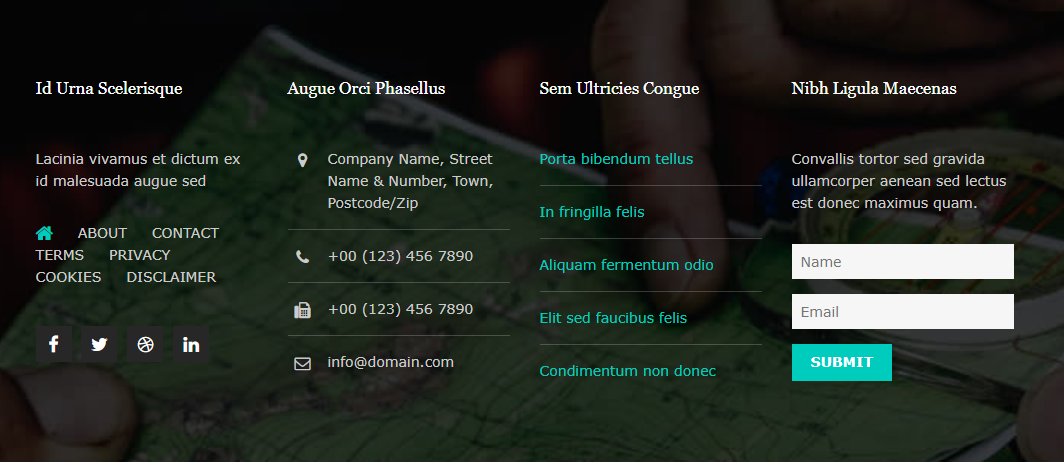 Id Urna Scelerisque
Lacinia vivamus et dictum ex
id malesuada augue sed
ABOUT CONTACT
TERMS PRIVACY
COOKIES DISCLAIMER
Augue Orci Phasellus
Company Name, Street
Name & Number, Town,
Postcode/Zip
+00 (123) 456 7890
+00 (123) 456 7890
info@domain.com
Sem Ultricies Congue
Porta bibendum tellus
In fringilla felis
Aliquam fermentum odio
Elit sed faucibus felis
Condimentum non donec
Nibh Ligula Maecenas
Convallis tortor sed gravida
ullamcorper aenean sed lectus
est donec maximus quam.
Name
Email
SUBMIT